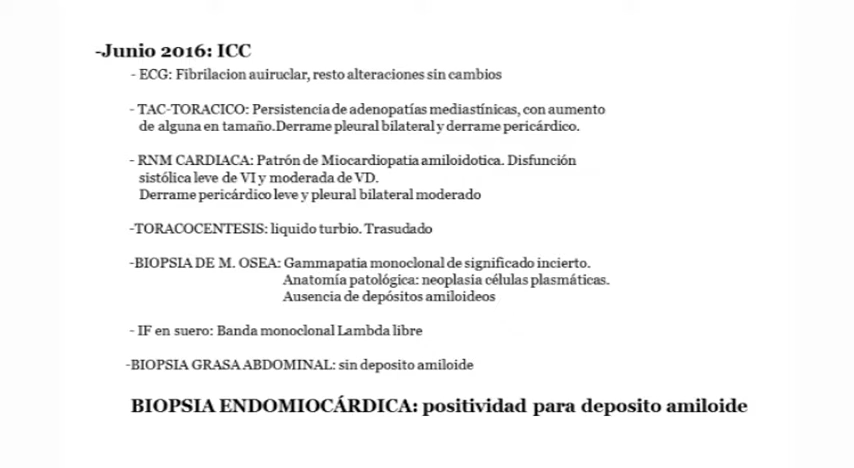 -Junio 2016: ICC
- ECG: Fibrilacion auiruclar, resto alteraciones sin cambios
- TAC-TORACICO: Persistencia de adenopatías mediastínicas, con aumento
de alguna en tamaño.Derrame pleural bilateral y derrame pericárdico.
- RNM CARDIACA: Patrón de Miocardiopatia amiloidotica. Disfunción
sistólica leve de VI y moderada de VD.
Derrame pericárdico leve y pleural bilateral moderado
-TORACOCENTESIS: liquido turbio. Trasudado
-BIOPSIA DE M. OSEA: Gammapatia monoclonal de significado incierto.
Anatomía patológica: neoplasia células plasmáticas.
Ausencia de depósitos amiloideos
- IF en suero: Banda monoclonal Lambda libre
-BIOPSIA GRASA ABDOMINAL: sin deposito amiloide
BIOPSIA ENDOMIOCÁRDICA: positividad para deposito amiloide